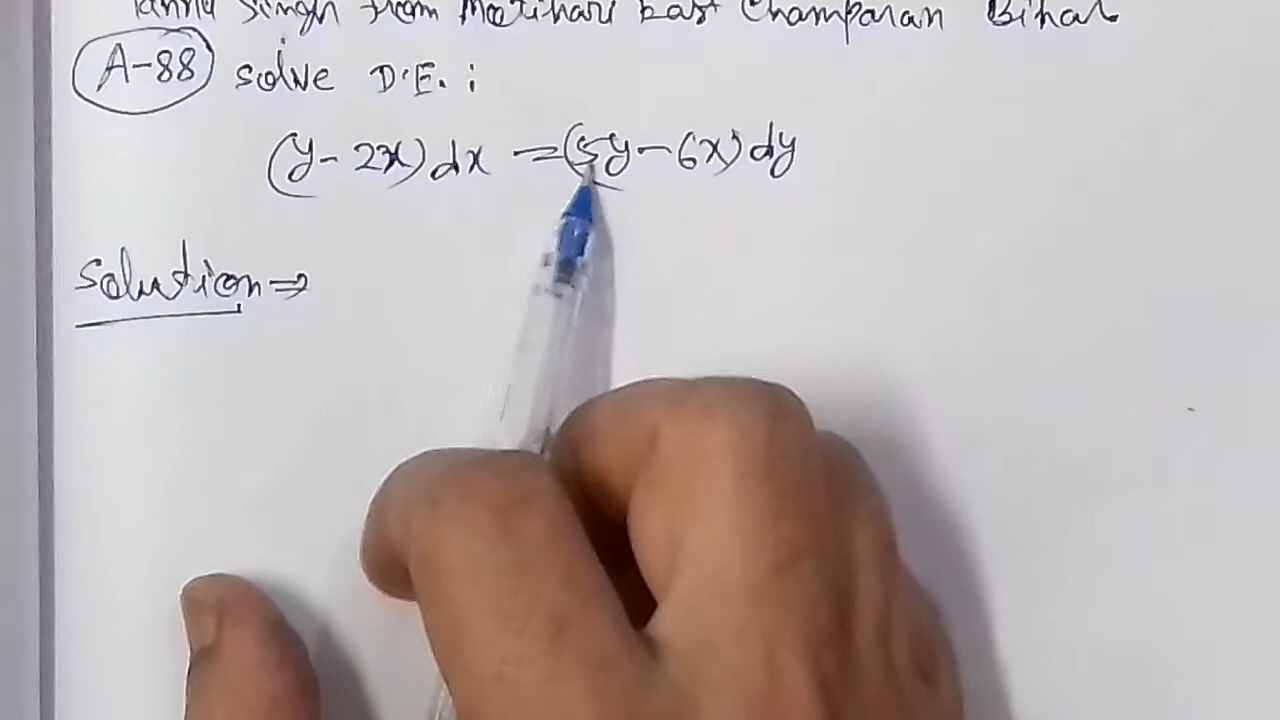 Singh from Motihari East Champaran Bihar
A-88 solve D.E. :
(y - 2x) dx = (5y - 6x) dy
Solution ⇒